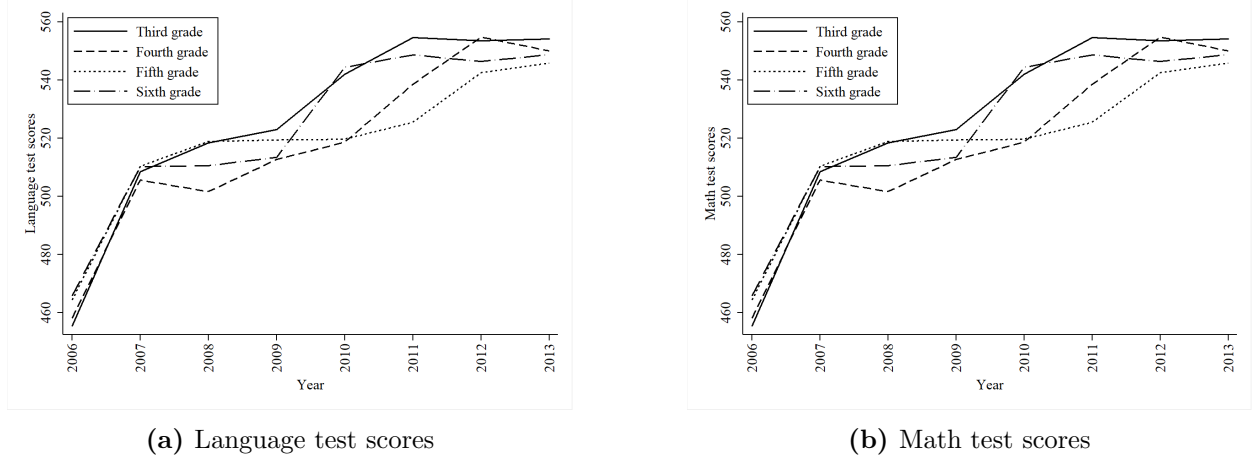 560
540
520
500
480
460
Language test scores
Third grade
Fourth grade
Fifth grade
Sixth grade
2006
2007
2008
2009
2010
2011
2012
2013
Year
(a) Language test scores
560
540
520
500
480
460
Math test scores
Third grade
Fourth grade
Fifth grade
Sixth grade
2006
2007
2008
2009
2010
2011
2012
2013
Year
(b) Math test scores